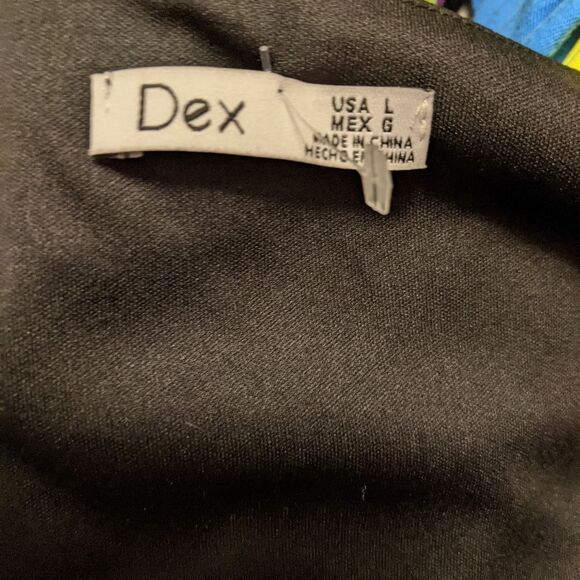 Dex
USA L
MEX G
MADE IN CHINA
HECHO EN CHINA